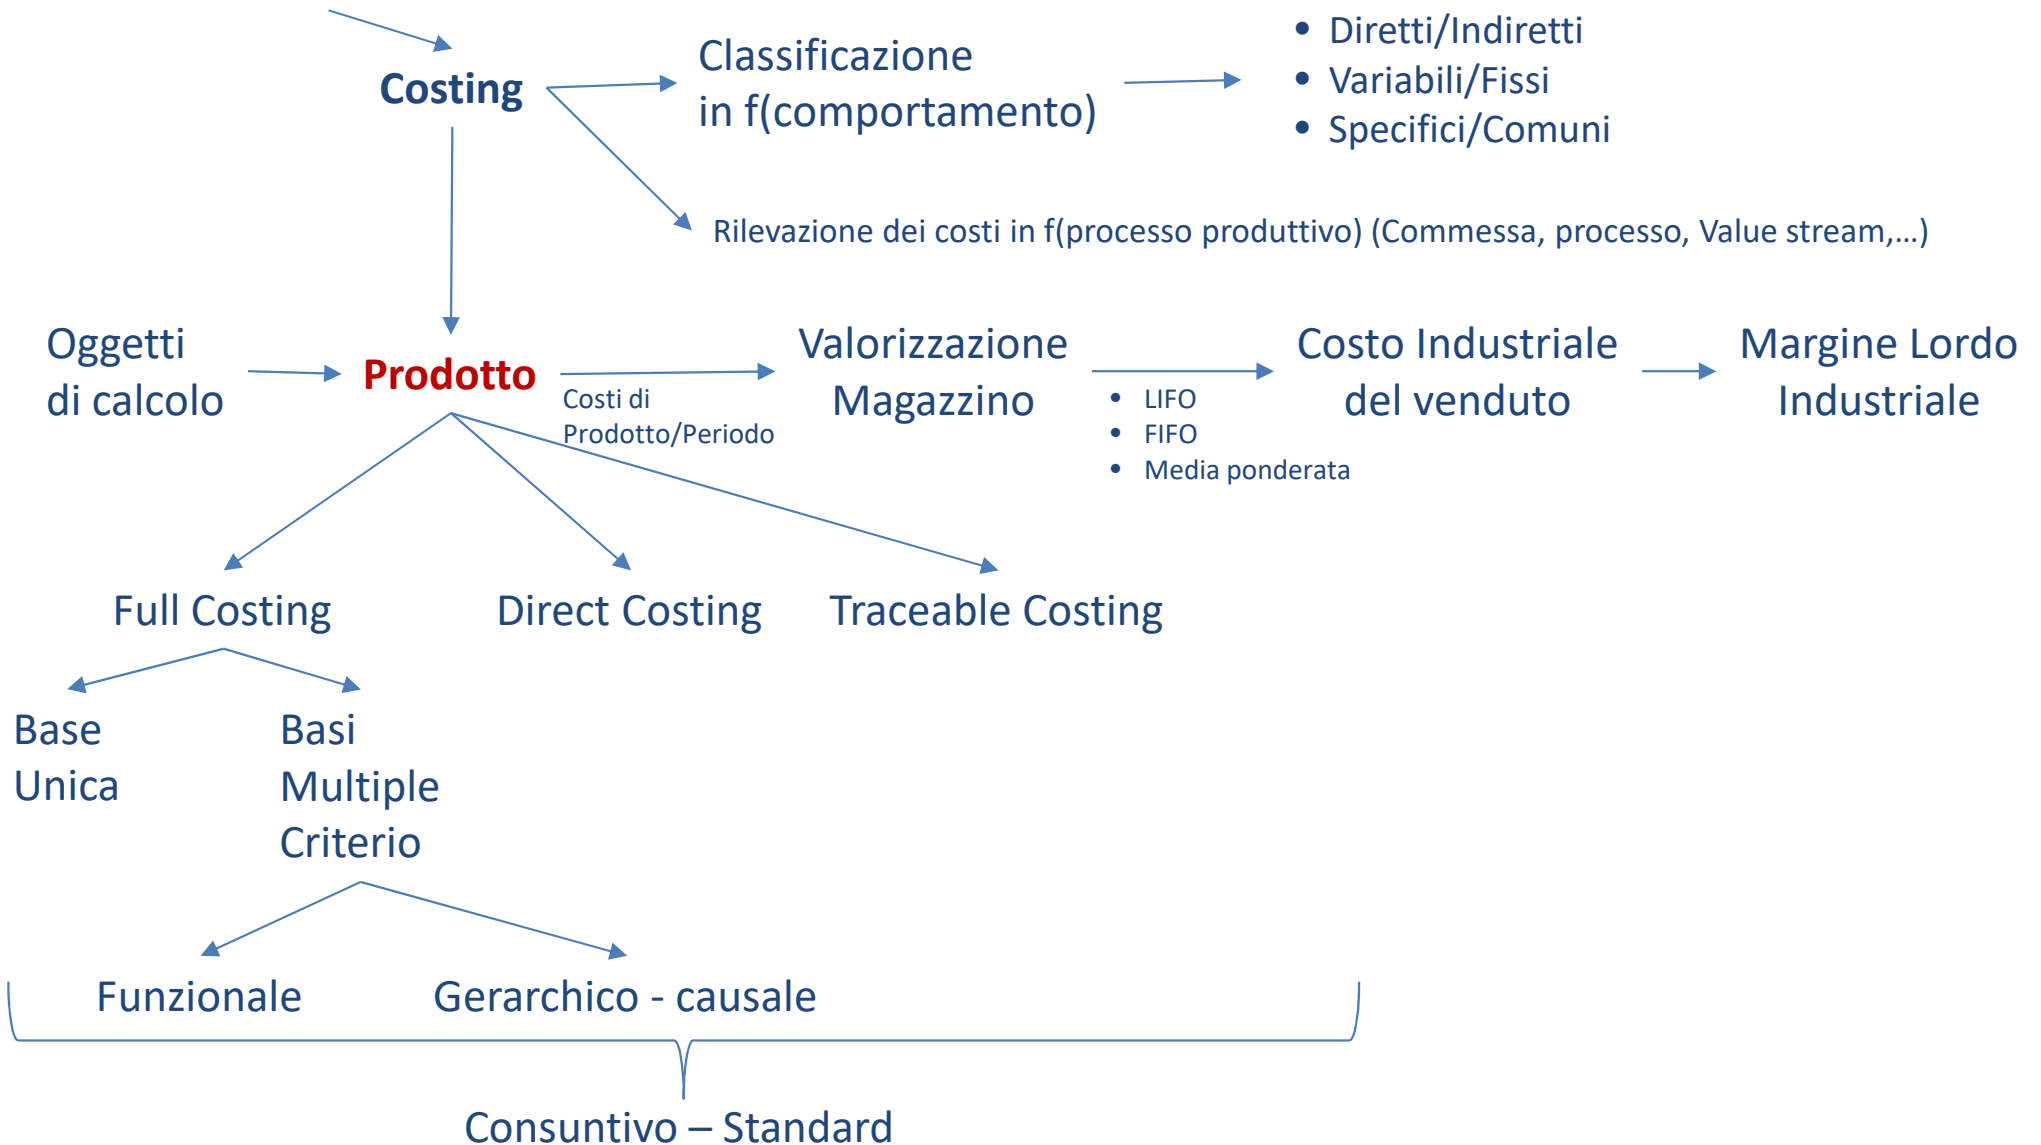 Costing
Classificazione
in f(comportamento)
• Diretti/Indiretti
• Variabili/Fissi
• Specifici/Comuni
Rilevazione dei costi in f(processo produttivo) (Commessa, processo, Value stream,...)
Oggetti
di calcolo
Prodotto
Costi di
Prodotto/Periodo
Valorizzazione
Magazzino
• LIFO
• FIFO
• Media ponderata
Costo Industriale
del venduto
Margine Lordo
Industriale
Full Costing
Direct Costing
Traceable Costing
Base
Unica
Basi
Multiple
Criterio
Funzionale
Gerarchico - causale
Consuntivo – Standard